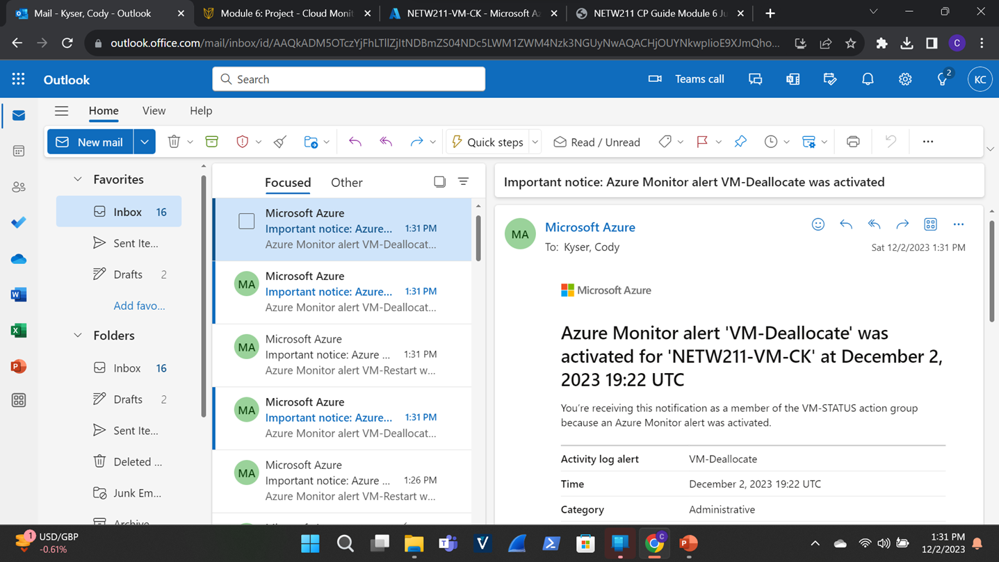 Mail - Kyser, Cody - Outlook
Module 6: Project - Cloud Monit
NETW211-VM-CK - Microsoft Az
NETW211 CP Guide Module 6 Ju
outlook.office.com/mail/inbox/id/AAQkADM5OTczYjFhLTllZjItNDBmZS04NDc5LWM1ZWM4Nzk3NGUyNwAQACHjOUYNkwpIioE9XJmQho...
C
Outlook
Search
Teams call
2
KC
Home
View
Help
New mail
Quick steps
Read / Unread
Favorites
Inbox 16
Sent Ite...
Drafts 2
Add favo...
Folders
Inbox 16
Drafts 2
Sent Ite...
Deleted ...
Junk Em...
Archive
Focused
Other
Microsoft Azure
Important notice: Azure... 1:31 PM
Azure Monitor alert VM-Deallocat...
MA
Microsoft Azure
Important notice: Azure... 1:31 PM
Azure Monitor alert VM-Deallocat...
MA
Microsoft Azure
Important notice: Azure ... 1:31 PM
Azure Monitor alert VM-Restart w...
MA
Microsoft Azure
Important notice: Azure... 1:31 PM
Azure Monitor alert VM-Deallocat...
MA
Microsoft Azure
Important notice: Azure ... 1:26 PM
Azure Monitor alert VM-Restart w...
Important notice: Azure Monitor alert VM-Deallocate was activated
MA
Microsoft Azure
To: Kyser, Cody
Sat 12/2/2023 1:31 PM
Microsoft Azure
Azure Monitor alert 'VM-Deallocate' was
activated for 'NETW211-VM-CK' at December 2,
2023 19:22 UTC
You're receiving this notification as a member of the VM-STATUS action group
because an Azure Monitor alert was activated.
Activity log alert VM-Deallocate
Time December 2, 2023 19:22 UTC
Category Administrative
1
USD/GBP
-0.61%
1:31 PM
12/2/2023